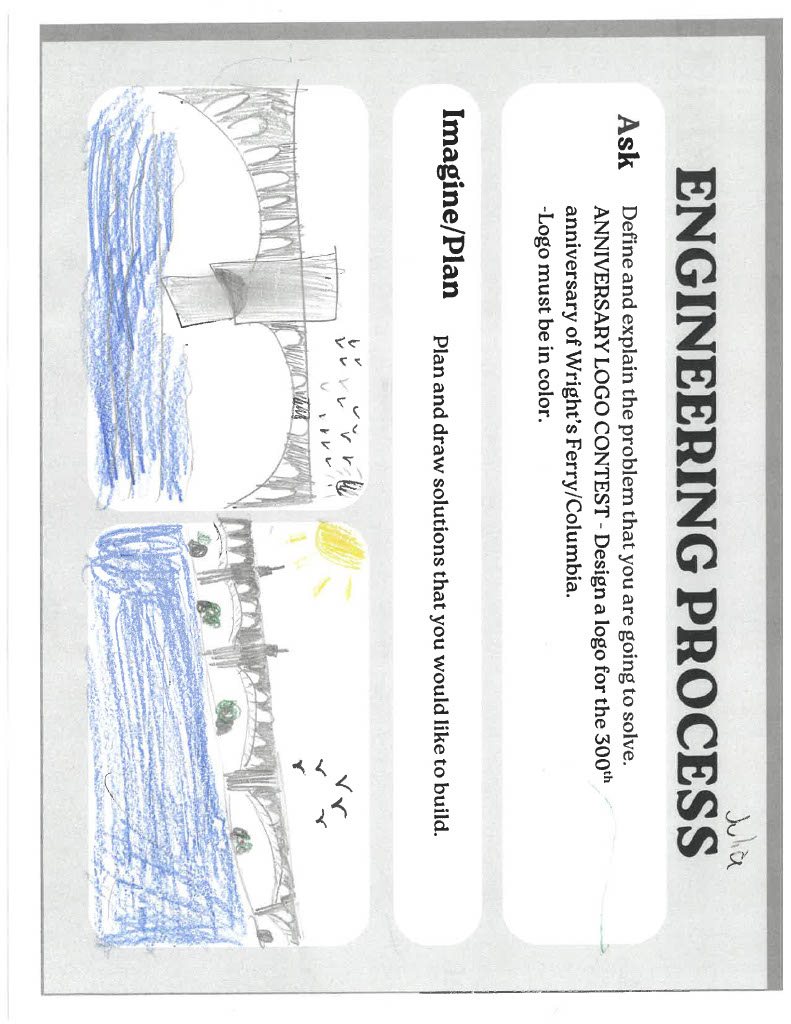 Julia
ENGINEERING PROCESS
Ask
Define and explain the problem that you are going to solve.
ANNIVERSARY LOGO CONTEST - Design a logo for the 300th
anniversary of Wright's Ferry/Columbia.
-Logo must be in color.
Imagine/Plan Plan and draw solutions that you would like to build.